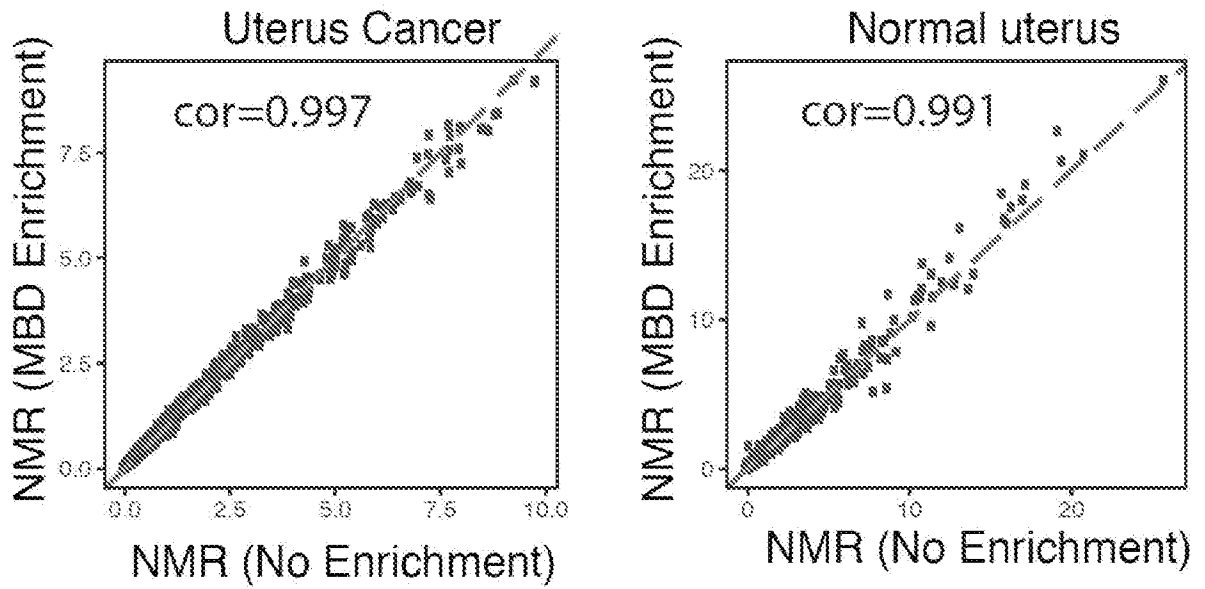 Uterus Cancer
cor=0.997
NMR (MBD Enrichment)
7.5
5.0
2.5
0.0
0.0 2.5 5.0 7.5 10.0
NMR (No Enrichment)
Normal uterus
cor=0.991
NMR (MBD Enrichment)
20
10
0
0 10 20
NMR (No Enrichment)